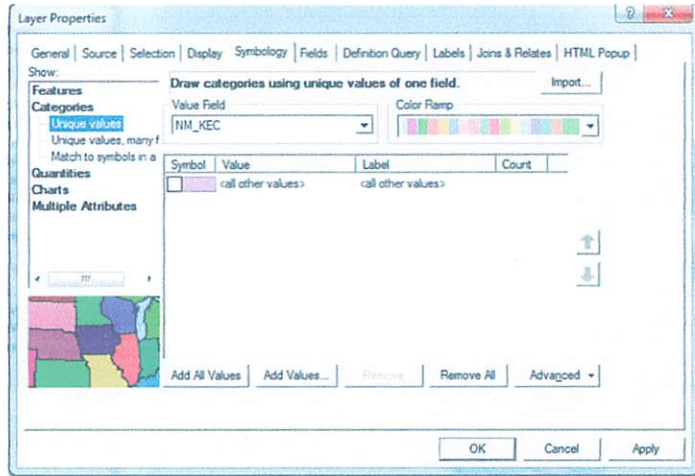 Layer Properties
General Source Selection Display Symbology Fields Definition Query Labels Joins & Relates HTML Popup
Show:
Features
Categories
Unique values
Unique values, many f
Match to symbols in a
Quantities
Charts
Multiple Attributes
Draw categories using unique values of one field.
Import...
Value Field
NM_KEC
Color Ramp
Symbol Value Label Count
<all other values> <all other values>
Add All Values Add Values... Remove Remove All Advanced
OK Cancel Apply